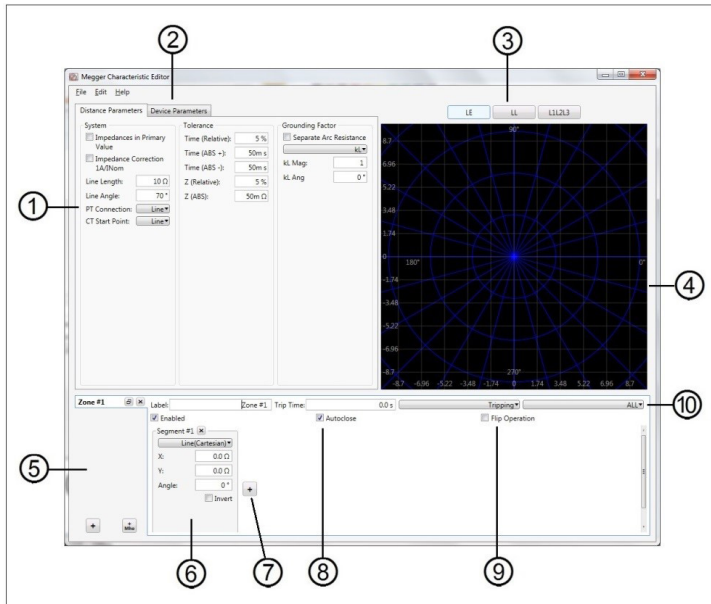 ②
③
Megger Characteristic Editor
File Edit Help
Distance Parameters Device Parameters
LE LL L1L2L3
System
Impedances in Primary
Value
Impedance Correction
1A/INom
Line Length: 10 Ω
Line Angle: 70 °
PT Connection: Line
CT Start Point: Line
Tolerance
Time (Relative): 5 %
Time (ABS +): 50m s
Time (ABS -): 50m s
Z (Relative): 5 %
Z (ABS): 50m Ω
Grounding Factor
Separate Arc Resistance
kL
kL Mag: 1
kL Ang 0 °
90°
8.7
6.96
5.22
3.48
1.74
0 180° 0°
-1.74
-3.48
-5.22
-6.96
-8.7
270°
-8.7 -6.96 -5.22 -3.48 -1.74 0 1.74 3.48 5.22 6.96 8.7
①
④
Zone #1
Label: Zone #1 Trip Time: 0.0 s Tripping ALL
⑩
Enabled Autoclose Flip Operation
Segment #1
Line(Cartesian)
X: 0.0 Ω
Y: 0.0 Ω
Angle: 0 °
Invert
+
+
+
Mho
⑤
⑥ ⑦ ⑧ ⑨